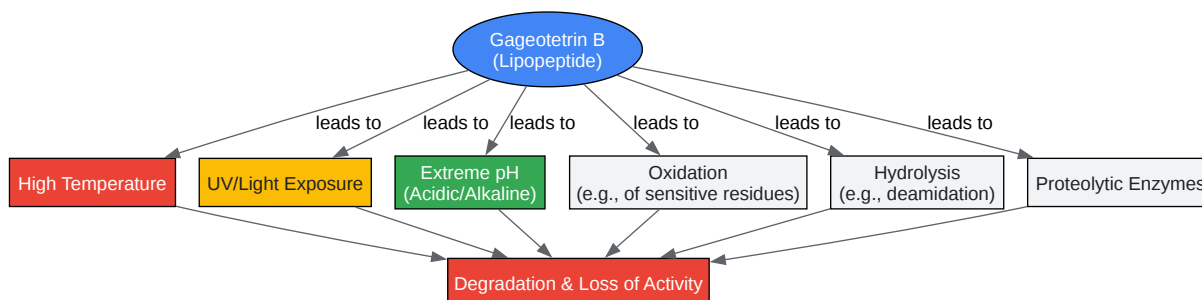 Gageotetrin B
(Lipopeptide)
leads to
leads to
leads to
leads to
leads to
leads to
High Temperature
UV/Light Exposure
Extreme pH
(Acidic/Alkaline)
Oxidation
(e.g., of sensitive residues)
Hydrolysis
(e.g., deamidation)
Proteolytic Enzymes
Degradation & Loss of Activity